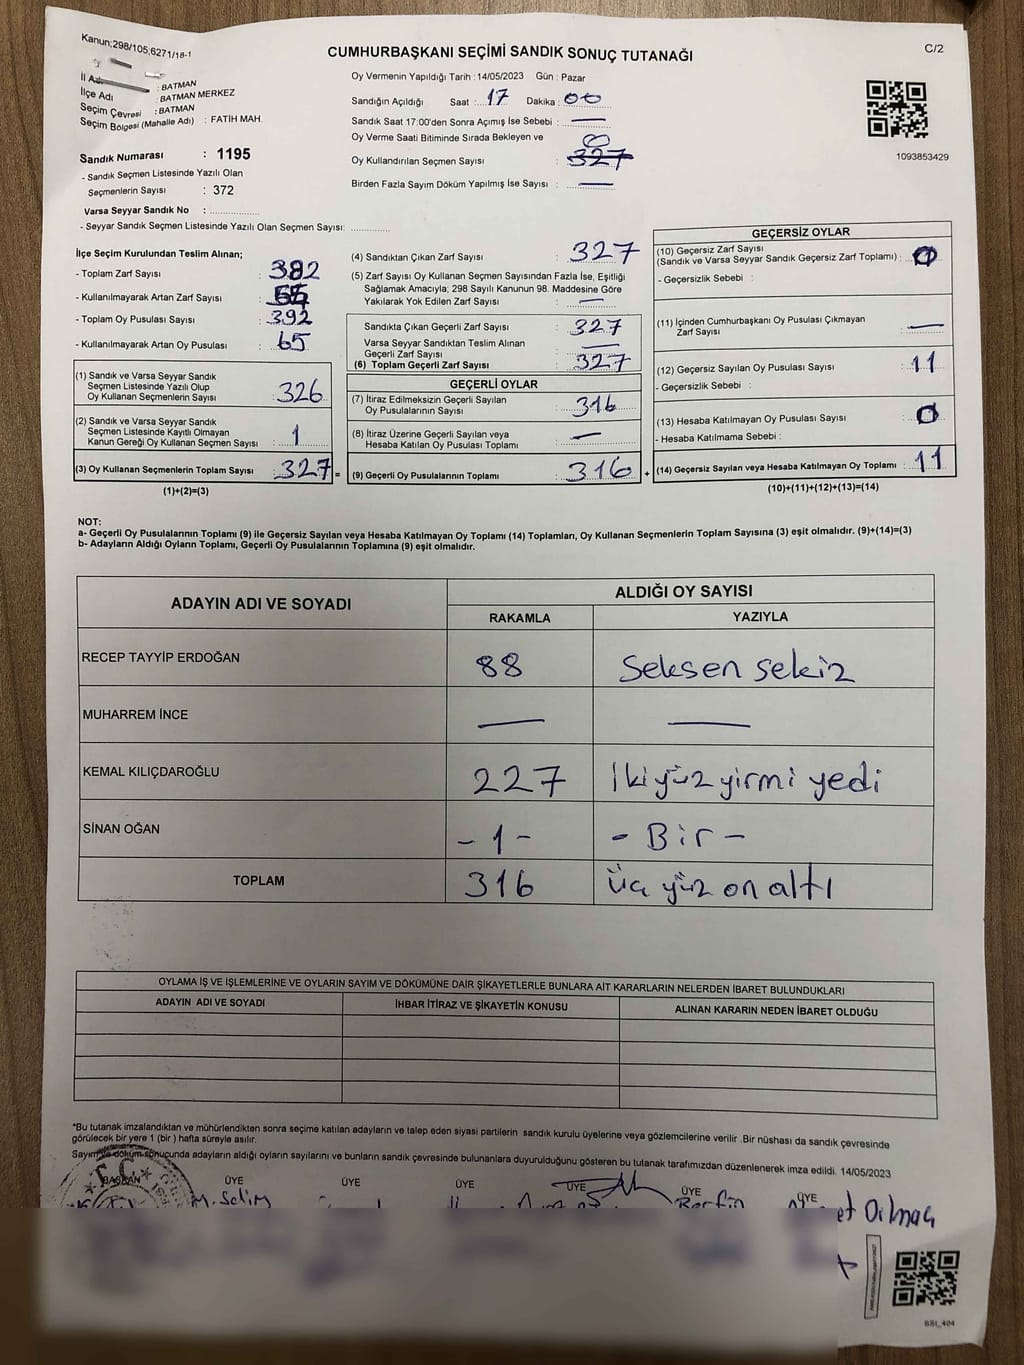 Kanun;298/105;6271/18-1
CUMHURBAŞKANI SEÇİMİ SANDIK SONUÇ TUTANAĞI
C/2
İl Adı : BATMAN
İlçe Adı : BATMAN MERKEZ
Seçim Çevresi : BATMAN
Seçim Bölgesi (Mahalle Adı) : FATİH MAH.
Sandık Numarası : 1195
- Sandık Seçmen Listesinde Yazılı Olan
Seçmenlerin Sayısı : 372
Varsa Seyyar Sandık No :
- Seyyar Sandık Seçmen Listesinde Yazılı Olan Seçmen Sayısı:
Oy Vermenin Yapıldığı Tarih : 14/05/2023 Gün : Pazar
Sandığın Açıldığı Saat : 17 Dakika : 00
Sandık Saat 17:00'den Sonra Açımış İse Sebebi : —
Oy Verme Saati Bitiminde Sırada Bekleyen ve
Oy Kullandırılan Seçmen Sayısı : 327
Birden Fazla Sayım Döküm Yapılmış İse Sayısı : —
1093853429
İlçe Seçim Kurulundan Teslim Alınan;
- Toplam Zarf Sayısı : 392
- Kullanılmayarak Artan Zarf Sayısı :
- Toplam Oy Pusulası Sayısı : 392
- Kullanılmayarak Artan Oy Pusulası : 65
(1) Sandık ve Varsa Seyyar Sandık
Seçmen Listesinde Yazılı Olup
Oy Kullanan Seçmenlerin Sayısı : 326
(2) Sandık ve Varsa Seyyar Sandık
Seçmen Listesinde Kayıtlı Olmayan
Kanun Gereği Oy Kullanan Seçmen Sayısı : 1
(3) Oy Kullanan Seçmenlerin Toplam Sayısı : 327 =
(1)+(2)=(3)
(4) Sandıktan Çıkan Zarf Sayısı : 327
(5) Zarf Sayısı Oy Kullanan Seçmen Sayısından Fazla İse, Eşitliği
Sağlamak Amacıyla; 298 Sayılı Kanunun 98. Maddesine Göre
Yakılarak Yok Edilen Zarf Sayısı : —
Sandıkta Çıkan Geçerli Zarf Sayısı : 327
Varsa Seyyar Sandıktan Teslim Alınan
Geçerli Zarf Sayısı : —
(6) Toplam Geçerli Zarf Sayısı : 327
GEÇERLİ OYLAR
(7) İtiraz Edilmeksizin Geçerli Sayılan
Oy Pusulalarının Sayısı : 316
(8) İtiraz Üzerine Geçerli Sayılan veya
Hesaba Katılan Oy Pusulası Toplamı : —
(9) Geçerli Oy Pusulalarının Toplamı : 316 +
GEÇERSİZ OYLAR
(10) Geçersiz Zarf Sayısı
(Sandık ve Varsa Seyyar Sandık Geçersiz Zarf Toplamı) : 0
- Geçersizlik Sebebi :
(11) İçinden Cumhurbaşkanı Oy Pusulası Çıkmayan
Zarf Sayısı : —
(12) Geçersiz Sayılan Oy Pusulası Sayısı : 11
- Geçersizlik Sebebi :
(13) Hesaba Katılmayan Oy Pusulası Sayısı : 0
- Hesaba Katılmama Sebebi :
(14) Geçersiz Sayılan veya Hesaba Katılmayan Oy Toplamı : 11
(10)+(11)+(12)+(13)=(14)
NOT:
a- Geçerli Oy Pusulalarının Toplamı (9) ile Geçersiz Sayılan veya Hesaba Katılmayan Oy Toplamı (14) Toplamları, Oy Kullanan Seçmenlerin Toplam Sayısına (3) eşit olmalıdır. (9)+(14)=(3)
b- Adayların Aldığı Oyların Toplamı, Geçerli Oy Pusulalarının Toplamına (9) eşit olmalıdır.
ADAYIN ADI VE SOYADI
ALDIĞI OY SAYISI
RAKAMLA YAZIYLA
RECEP TAYYİP ERDOĞAN 88 Seksen sekiz
MUHARREM İNCE — —
KEMAL KILIÇDAROĞLU 227 İkiyüz yirmi yedi
SİNAN OĞAN - 1 - - Bir -
TOPLAM 316 üç yüz on altı
OYLAMA İŞ VE İŞLEMLERİNE VE OYLARIN SAYIM VE DÖKÜMÜNE DAİR ŞİKAYETLERLE BUNLARA AİT KARARLARIN NELERDEN İBARET BULUNDUKLARI
ADAYIN ADI VE SOYADI İHBAR İTİRAZ VE ŞİKAYETİN KONUSU ALINAN KARARIN NEDEN İBARET OLDUĞU
*Bu tutanak imzalandıktan ve mühürlendikten sonra seçime katılan adayların ve talep eden siyasi partilerin sandık kurulu üyelerine veya gözlemcilerine verilir .Bir nüshası da sandık çevresinde
görülecek bir yere 1 (bir ) hafta süreyle asılır.
Sayım ve döküm sonucunda adayların aldığı oyların sayılarını ve bunların sandık çevresinde bulunanlara duyurulduğunu gösteren bu tutanak tarafımızdan düzenlenerek imza edildi. 14/05/2023
BAŞKAN ÜYE ÜYE ÜYE ÜYE ÜYE ÜYE
T.C.
M. Selim Berfin Dilmaç
BBI_404